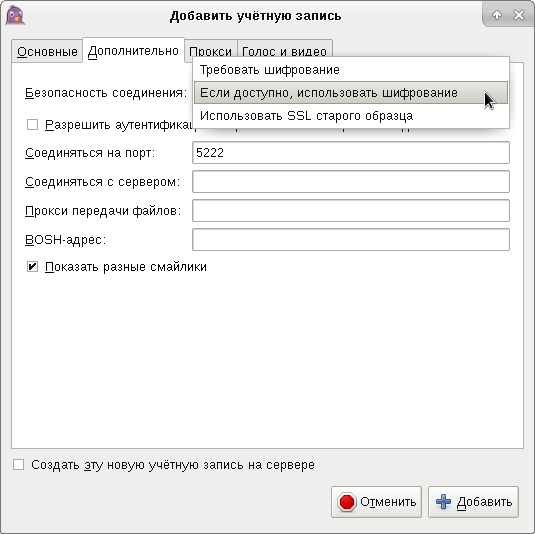 Добавить учётную запись
Основные Дополнительно Прокси Голос и видео
Требовать шифрование
Безопасность соединения: Если доступно, использовать шифрование
Использовать SSL старого образца
Разрешить
Соединяться на порт: 5222
Соединяться с сервером:
Прокси передачи файлов:
BOSH-адрес:
Показать разные смайлики
Создать эту новую учётную запись на сервере
Отменить Добавить